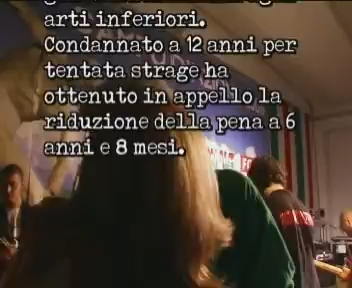 arti inferiori.
Condannato a 12 anni per
tentata strage ha
ottenuto in appello la
riduzione della pena a 6
anni e 8 mesi.